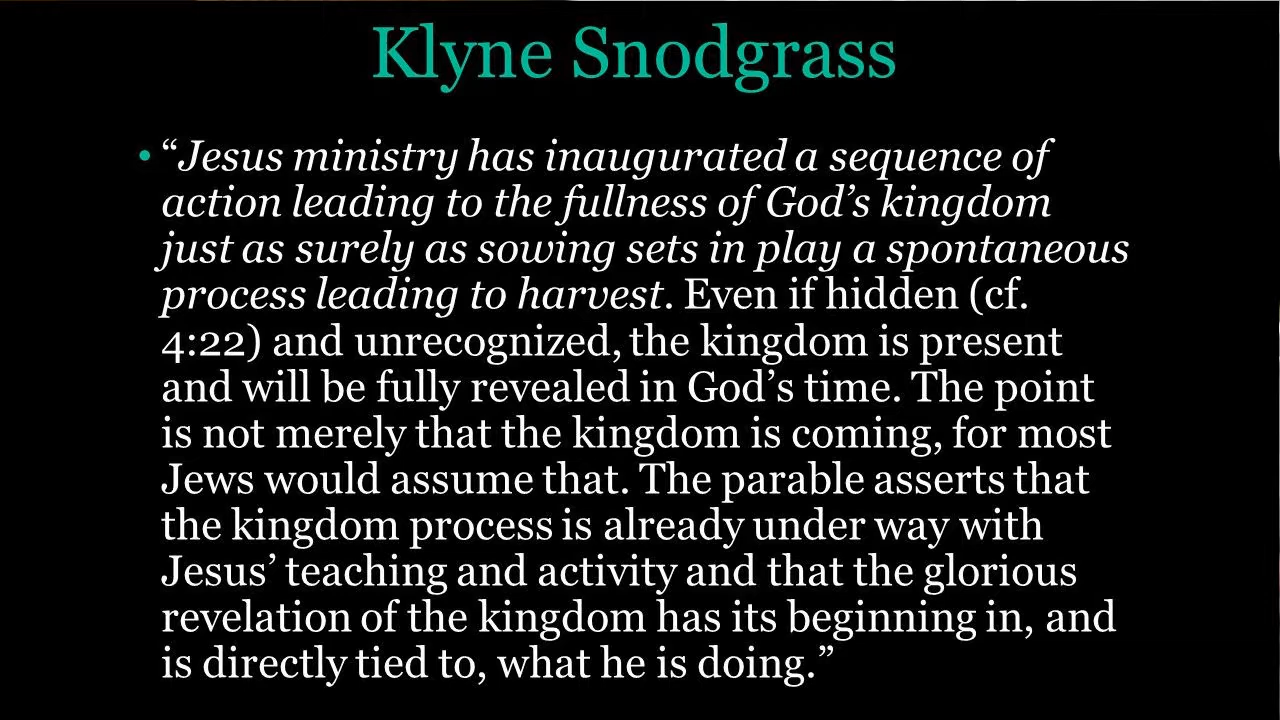 Klyne Snodgrass
• “Jesus ministry has inaugurated a sequence of
action leading to the fullness of God’s kingdom
just as surely as sowing sets in play a spontaneous
process leading to harvest. Even if hidden (cf.
4:22) and unrecognized, the kingdom is present
and will be fully revealed in God’s time. The point
is not merely that the kingdom is coming, for most
Jews would assume that. The parable asserts that
the kingdom process is already under way with
Jesus’ teaching and activity and that the glorious
revelation of the kingdom has its beginning in, and
is directly tied to, what he is doing.”